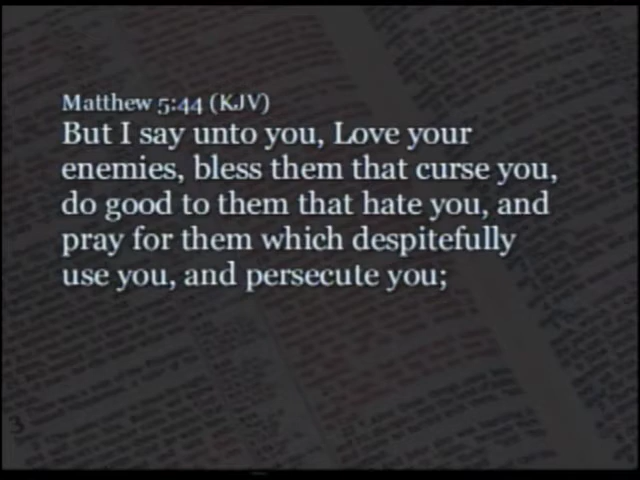 Matthew 5:44 (KJV)
But I say unto you, Love your
enemies, bless them that curse you,
do good to them that hate you, and
pray for them which despitefully
use you, and persecute you;